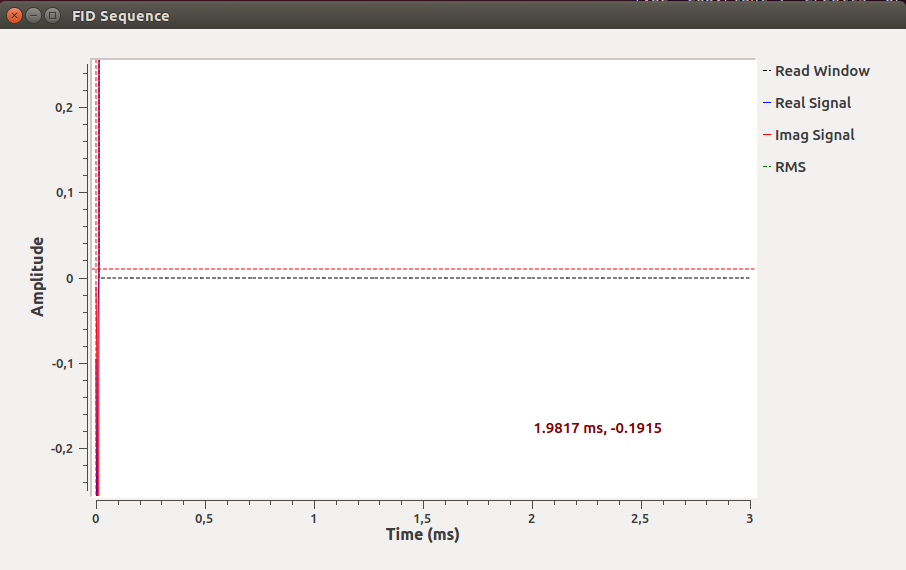 FID Sequence
Read Window
Real Signal
Imag Signal
RMS
Amplitude
0,2
0,1
0
-0,1
-0,2
1.9817 ms, -0.1915
0 0,5 1 1,5 2 2,5 3
Time (ms)